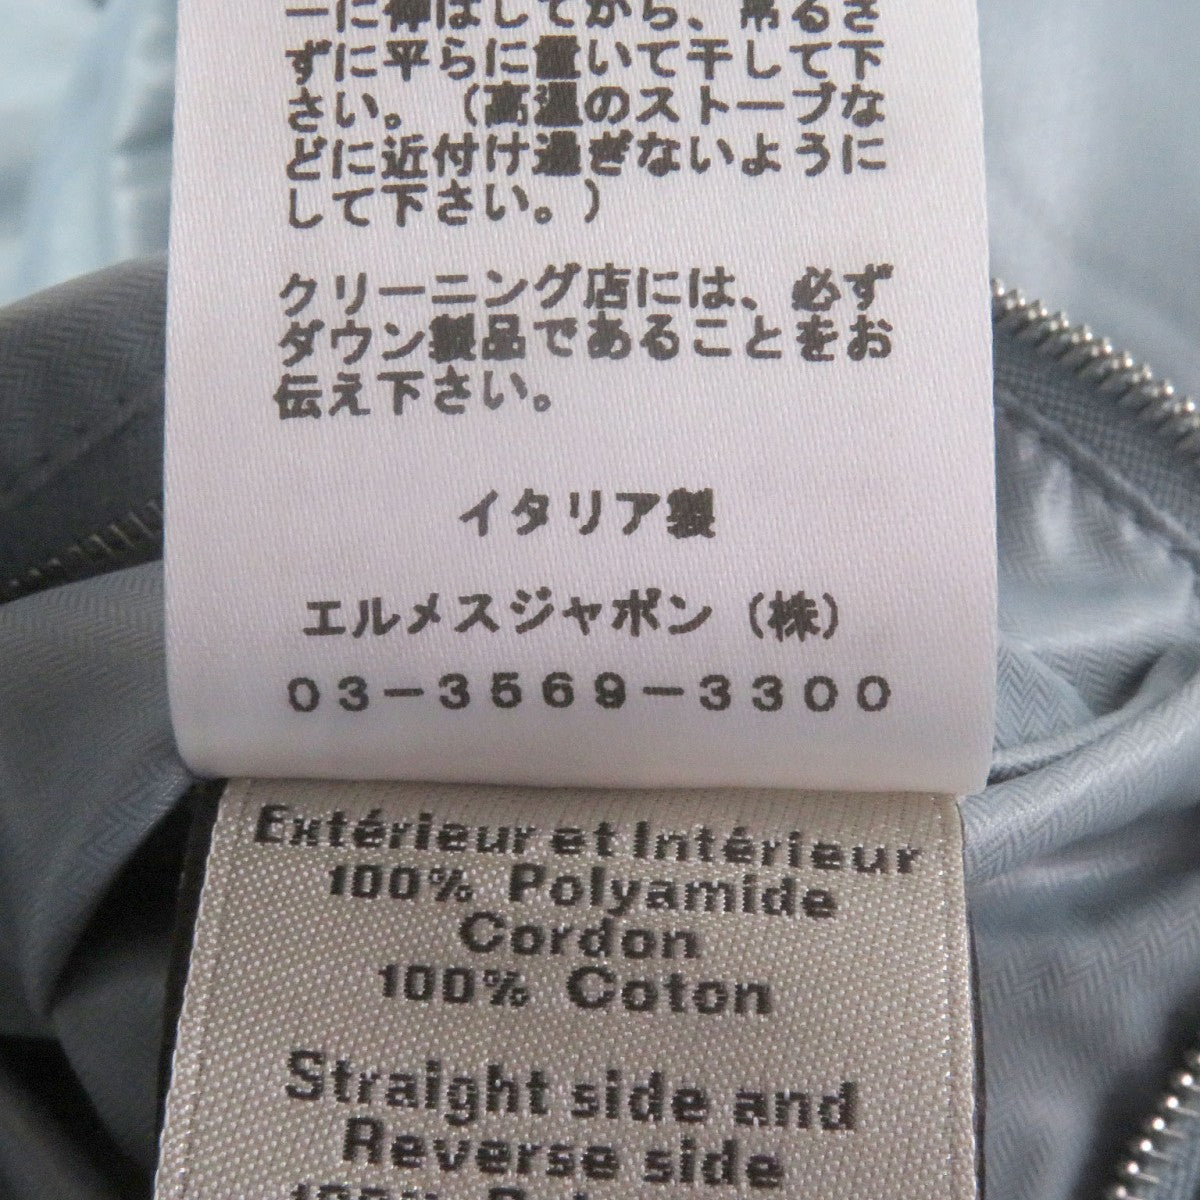 ーに伸ばしてから、吊るさ
ずに平らに置いて干して下
さい。（高温のストーブな
どに近付け過ぎないように
して下さい。）
クリーニング店には、必ず
ダウン製品であることをお
伝え下さい。
イタリア製
エルメスジャポン（株）
03-3569-3300
Extérieur et Intérieur
100% Polyamide
Cordon
100% Coton
Straight side and
Reverse side
100%